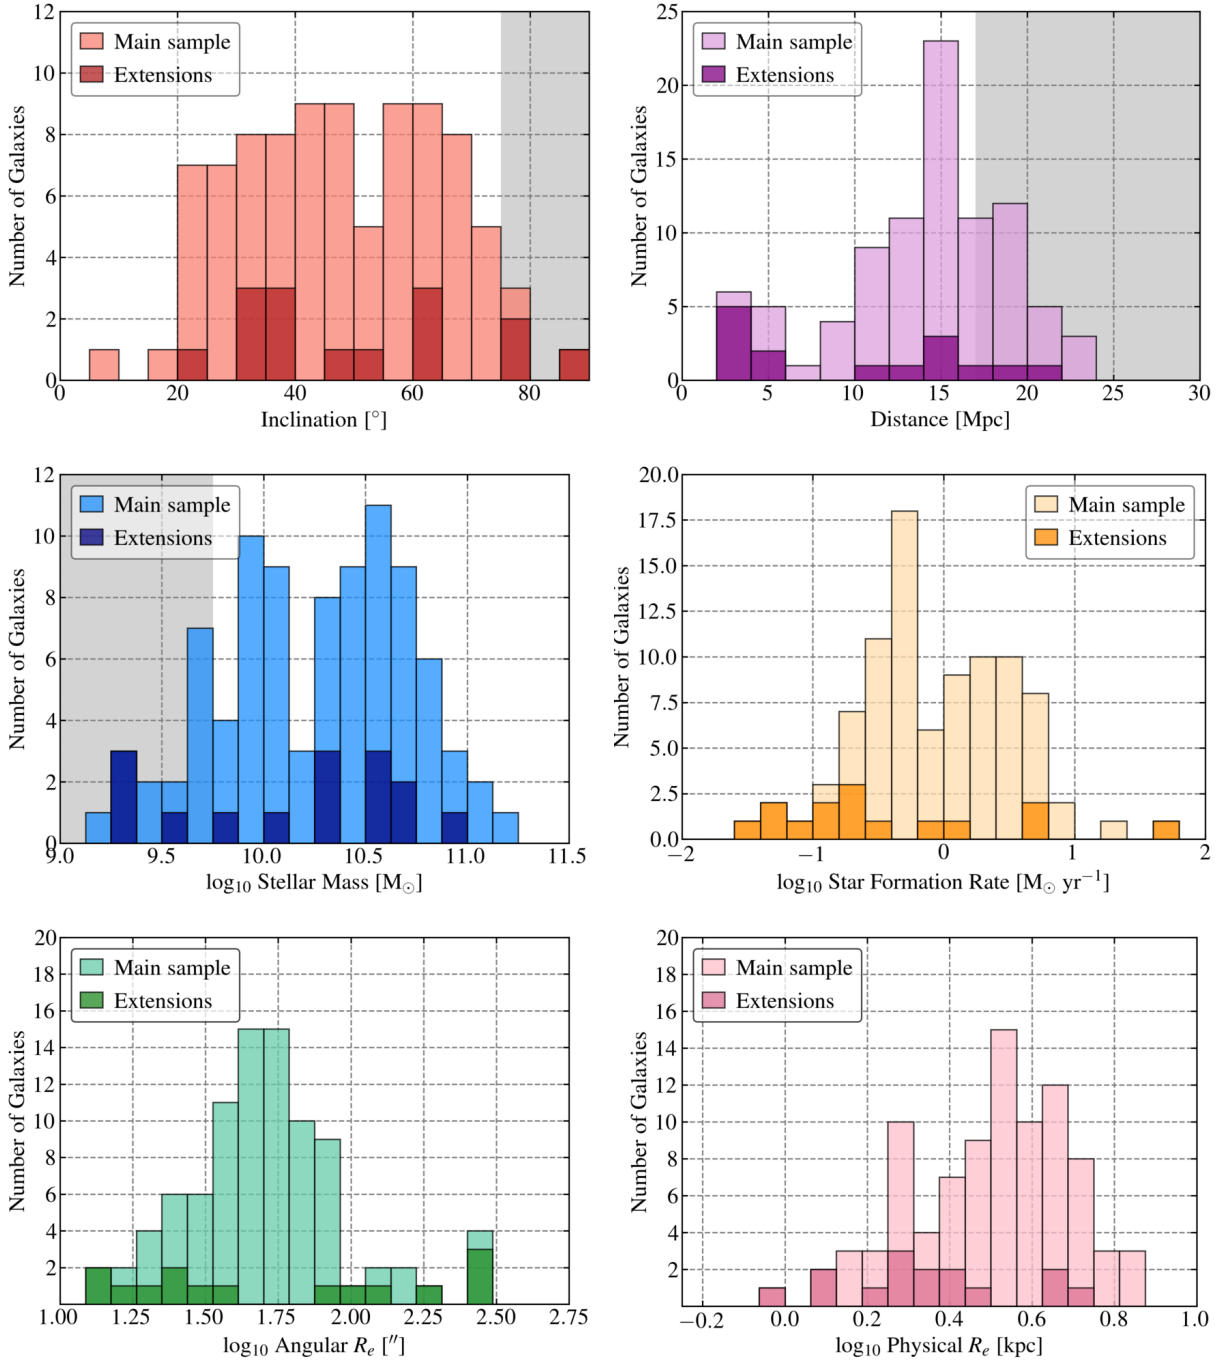 12
10
8
6
4
2
0
Number of Galaxies
Main sample
Extensions
0 20 40 60 80
Inclination [°]
25
20
15
10
5
0
Number of Galaxies
Main sample
Extensions
0 5 10 15 20 25 30
Distance [Mpc]
12
10
8
6
4
2
0
Number of Galaxies
Main sample
Extensions
9.0 9.5 10.0 10.5 11.0 11.5
log₁₀ Stellar Mass [M⊙]
20.0
17.5
15.0
12.5
10.0
7.5
5.0
2.5
0.0
Number of Galaxies
Main sample
Extensions
−2 −1 0 1 2
log₁₀ Star Formation Rate [M⊙ yr⁻¹]
20
18
16
14
12
10
8
6
4
2
Number of Galaxies
Main sample
Extensions
1.00 1.25 1.50 1.75 2.00 2.25 2.50 2.75
log₁₀ Angular Rₑ [″]
20
18
16
14
12
10
8
6
4
2
Number of Galaxies
Main sample
Extensions
−0.2 0.0 0.2 0.4 0.6 0.8 1.0
log₁₀ Physical Rₑ [kpc]